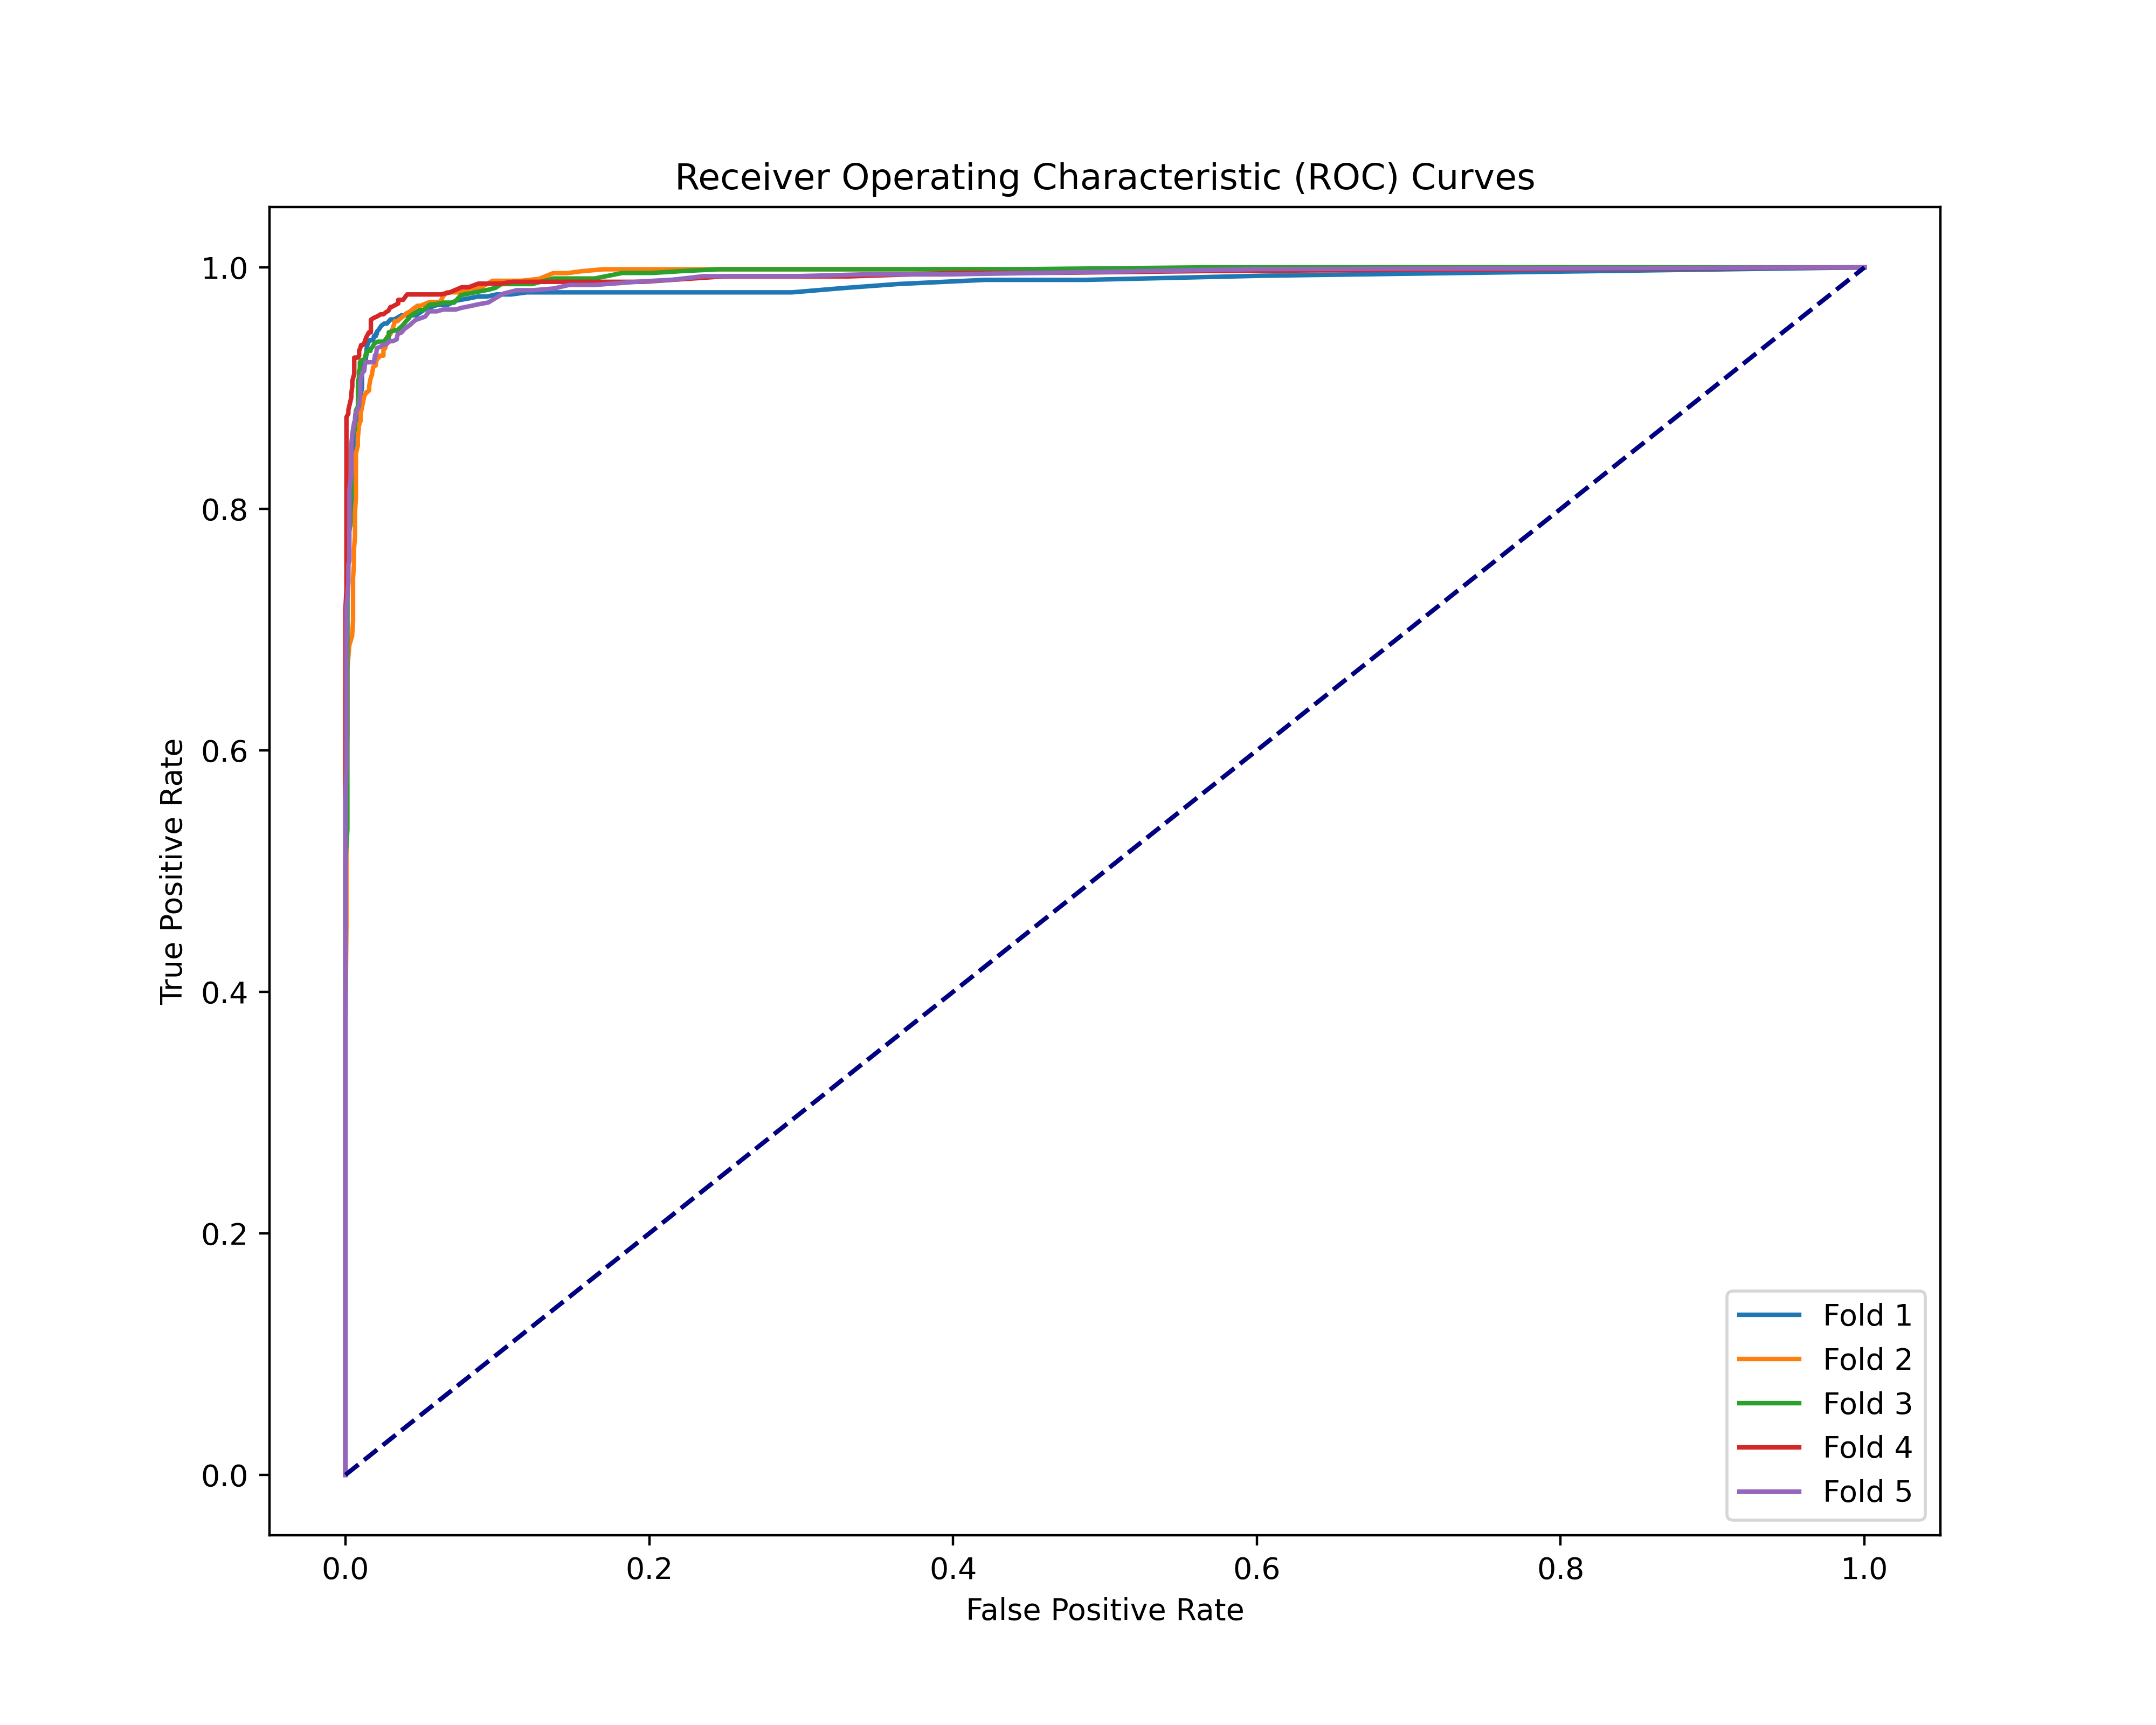 Receiver Operating Characteristic (ROC) Curves
True Positive Rate
1.0
0.8
0.6
0.4
0.2
0.0
0.0 0.2 0.4 0.6 0.8 1.0
False Positive Rate
Fold 1
Fold 2
Fold 3
Fold 4
Fold 5